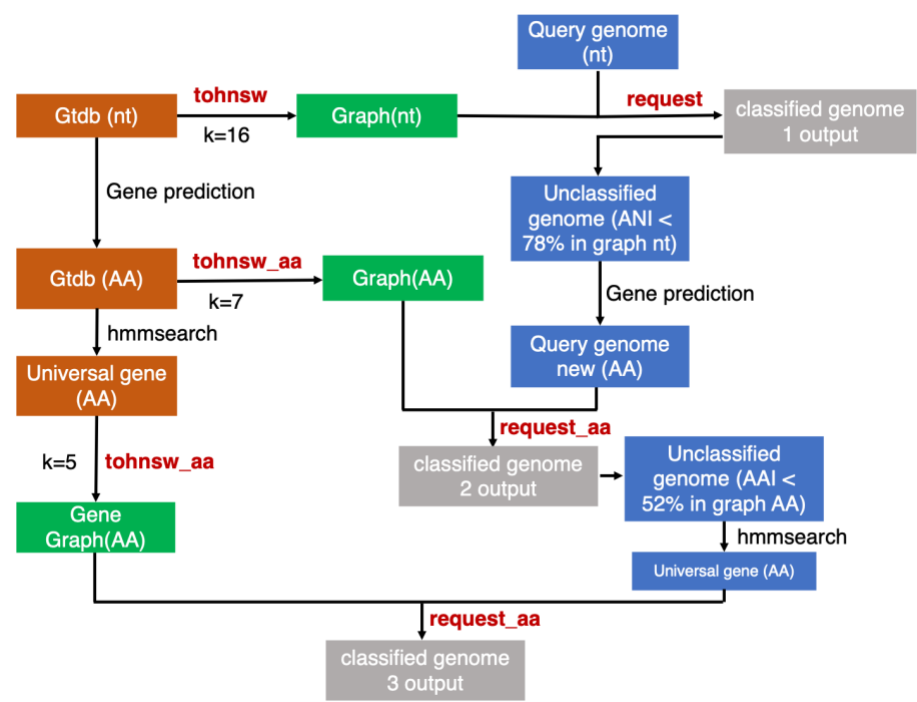 Query genome
(nt)
tohnsw
request
Gtdb (nt)
Graph(nt)
classified genome
1 output
k=16
Gene prediction
Unclassified
genome (ANI <
78% in graph nt)
tohnsw_aa
Gtdb (AA)
Graph(AA)
k=7
Gene prediction
hmmsearch
Query genome
new (AA)
Universal gene
(AA)
request_aa
k=5
tohnsw_aa
classified genome
2 output
Unclassified
genome (AAI <
52% in graph AA)
Gene
Graph(AA)
hmmsearch
Universal gene (AA)
request_aa
classified genome
3 output